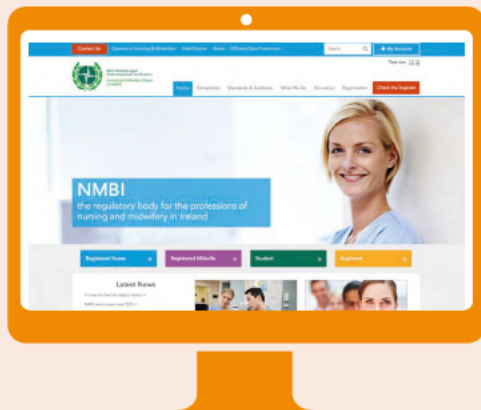 Contact Us Careers in Nursing & Midwifery Help Centre News Search My Account
Text size
Home Complaints Standards & Guidance What We Do Education Registration Check the Register
NMBI
the regulatory body for the professions of
nursing and midwifery in Ireland
Registered Nurse Registered Midwife Student Applicant
Latest News